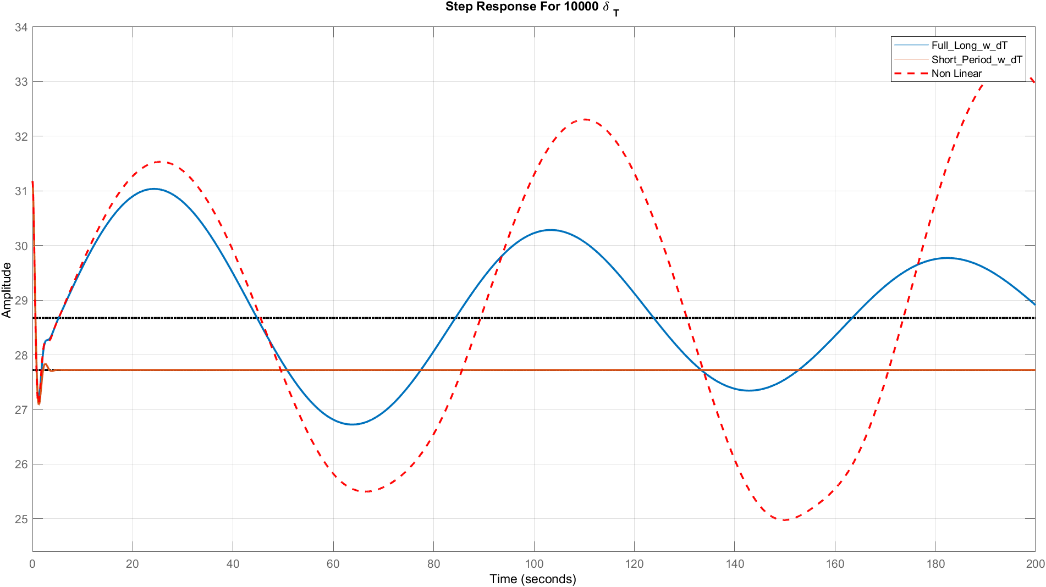 Step Response For 10000 δ T
34
33
32
31
30
29
28
27
26
25
Amplitude
Full_Long_w_dT
Short_Period_w_dT
Non Linear
0 20 40 60 80 100 120 140 160 180 200
Time (seconds)